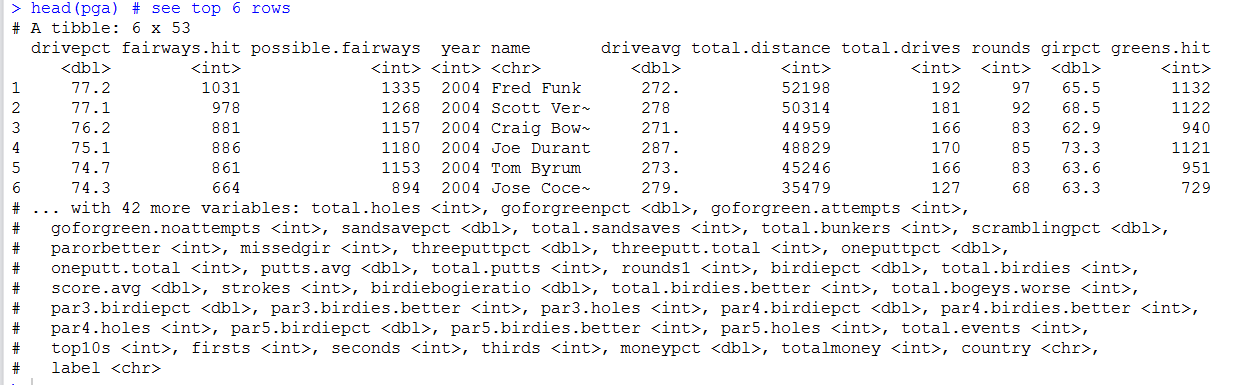 > head(pga) # see top 6 rows
# A tibble: 6 x 53
  drivepct fairways.hit possible.fairways  year name       driveavg total.distance total.drives rounds girpct greens.hit
     <dbl>        <int>             <int> <int> <chr>         <dbl>          <int>        <int>  <int>  <dbl>      <int>
1     77.2         1031              1335  2004 Fred Funk      272.          52198          192     97   65.5       1132
2     77.1          978              1268  2004 Scott Ver~     278           50314          181     92   68.5       1122
3     76.2          881              1157  2004 Craig Bow~     271.          44959          166     83   62.9        940
4     75.1          886              1180  2004 Joe Durant     287.          48829          170     85   73.3       1121
5     74.7          861              1153  2004 Tom Byrum      273.          45246          166     83   63.6        951
6     74.3          664               894  2004 Jose Coce~     279.          35479          127     68   63.3        729
# ... with 42 more variables: total.holes <int>, goforgreenpct <dbl>, goforgreen.attempts <int>,
#   goforgreen.noattempts <int>, sandsavepct <dbl>, total.sandsaves <int>, total.bunkers <int>, scramblingpct <dbl>,
#   parorbetter <int>, missedgir <int>, threeputtpct <dbl>, threeputt.total <int>, oneputtpct <dbl>,
#   oneputt.total <int>, putts.avg <dbl>, total.putts <int>, rounds1 <int>, birdiepct <dbl>, total.birdies <int>,
#   score.avg <dbl>, strokes <int>, birdiebogieratio <dbl>, total.birdies.better <int>, total.bogeys.worse <int>,
#   par3.birdiepct <dbl>, par3.birdies.better <int>, par3.holes <int>, par4.birdiepct <dbl>, par4.birdies.better <int>,
#   par4.holes <int>, par5.birdiepct <dbl>, par5.birdies.better <int>, par5.holes <int>, total.events <int>,
#   top10s <int>, firsts <int>, seconds <int>, thirds <int>, moneypct <dbl>, totalmoney <int>, country <chr>,
#   label <chr>